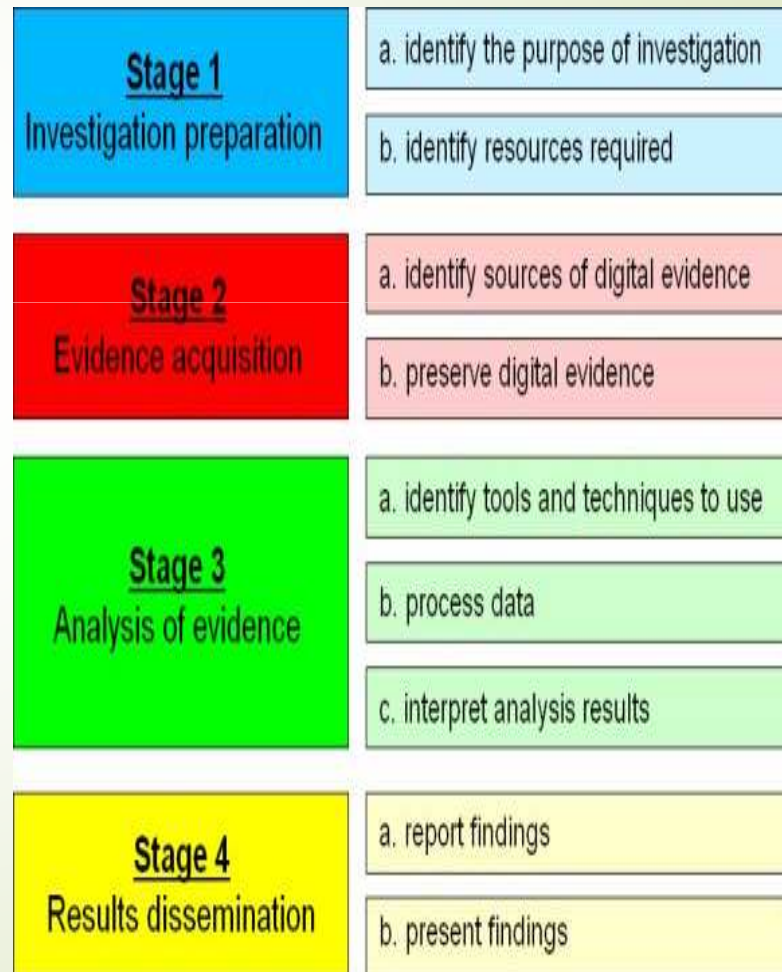 Stage 1
Investigation preparation
a. identify the purpose of investigation
b. identify resources required
Stage 2
Evidence acquisition
a. identify sources of digital evidence
b. preserve digital evidence
Stage 3
Analysis of evidence
a. identify tools and techniques to use
b. process data
c. interpret analysis results
Stage 4
Results dissemination
a. report findings
b. present findings